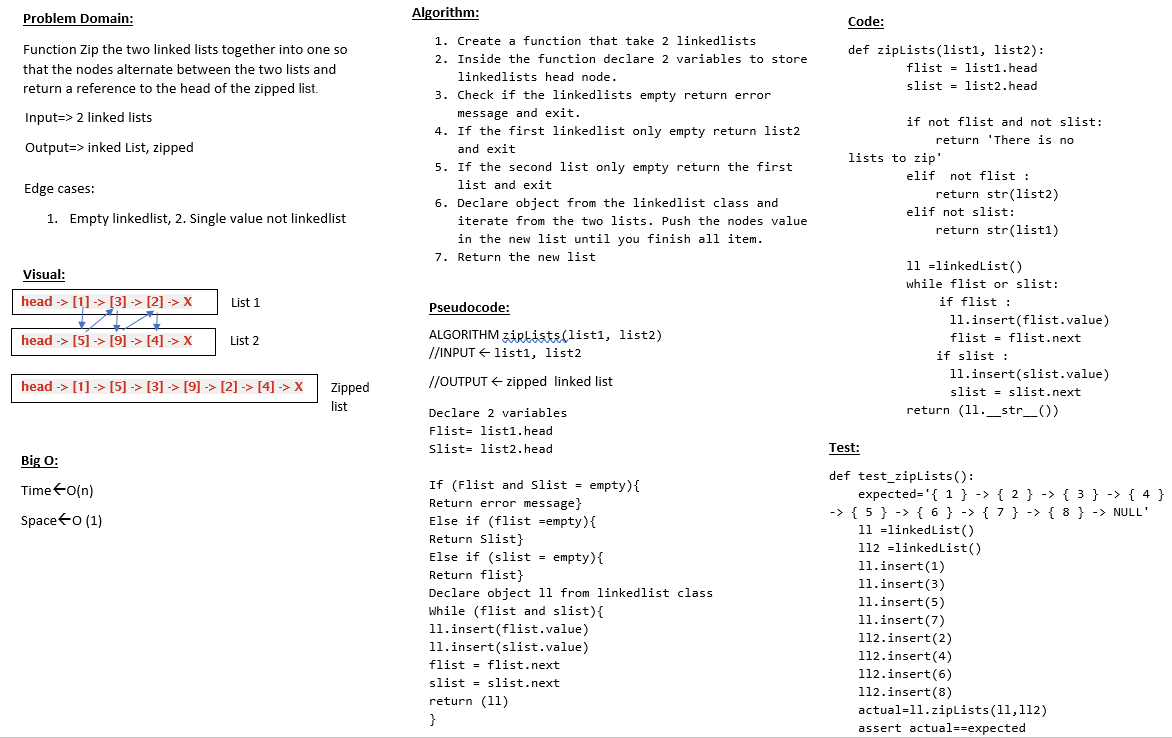 Problem Domain:
Function Zip the two linked lists together into one so
that the nodes alternate between the two lists and
return a reference to the head of the zipped list.
Input=> 2 linked lists
Output=> inked List, zipped
Edge cases:
1. Empty linkedlist, 2. Single value not linkedlist
Visual:
head -> [1] -> [3] -> [2] -> X
List 1
head -> [5] -> [9] -> [4] -> X
List 2
head -> [1] -> [5] -> [3] -> [9] -> [2] -> [4] -> X
Zipped
list
Big O:
Time←O(n)
Space←O (1)
Algorithm:
1. Create a function that take 2 linkedlists
2. Inside the function declare 2 variables to store
linkedlists head node.
3. Check if the linkedlists empty return error
message and exit.
4. If the first linkedlist only empty return list2
and exit
5. If the second list only empty return the first
list and exit
6. Declare object from the linkedlist class and
iterate from the two lists. Push the nodes value
in the new list until you finish all item.
7. Return the new list
Pseudocode:
ALGORITHM zipLists(list1, list2)
//INPUT ← list1, list2
//OUTPUT ← zipped linked list
Declare 2 variables
Flist= list1.head
Slist= list2.head
If (Flist and Slist = empty){
Return error message}
Else if (flist =empty){
Return Slist}
Else if (slist = empty){
Return flist}
Declare object ll from linkedlist class
While (flist and slist){
ll.insert(flist.value)
ll.insert(slist.value)
flist = flist.next
slist = slist.next
return (ll)
}
Code:
def zipLists(list1, list2):
flist = list1.head
slist = list2.head
if not flist and not slist:
return 'There is no
lists to zip'
elif  not flist :
return str(list2)
elif not slist:
return str(list1)
ll =linkedList()
while flist or slist:
if flist :
ll.insert(flist.value)
flist = flist.next
if slist :
ll.insert(slist.value)
slist = slist.next
return (ll.__str__())
Test:
def test_zipLists():
expected='{ 1 } -> { 2 } -> { 3 } -> { 4 }
-> { 5 } -> { 6 } -> { 7 } -> { 8 } -> NULL'
ll =linkedList()
ll2 =linkedList()
ll.insert(1)
ll.insert(3)
ll.insert(5)
ll.insert(7)
ll2.insert(2)
ll2.insert(4)
ll2.insert(6)
ll2.insert(8)
actual=ll.zipLists(ll,ll2)
assert actual==expected